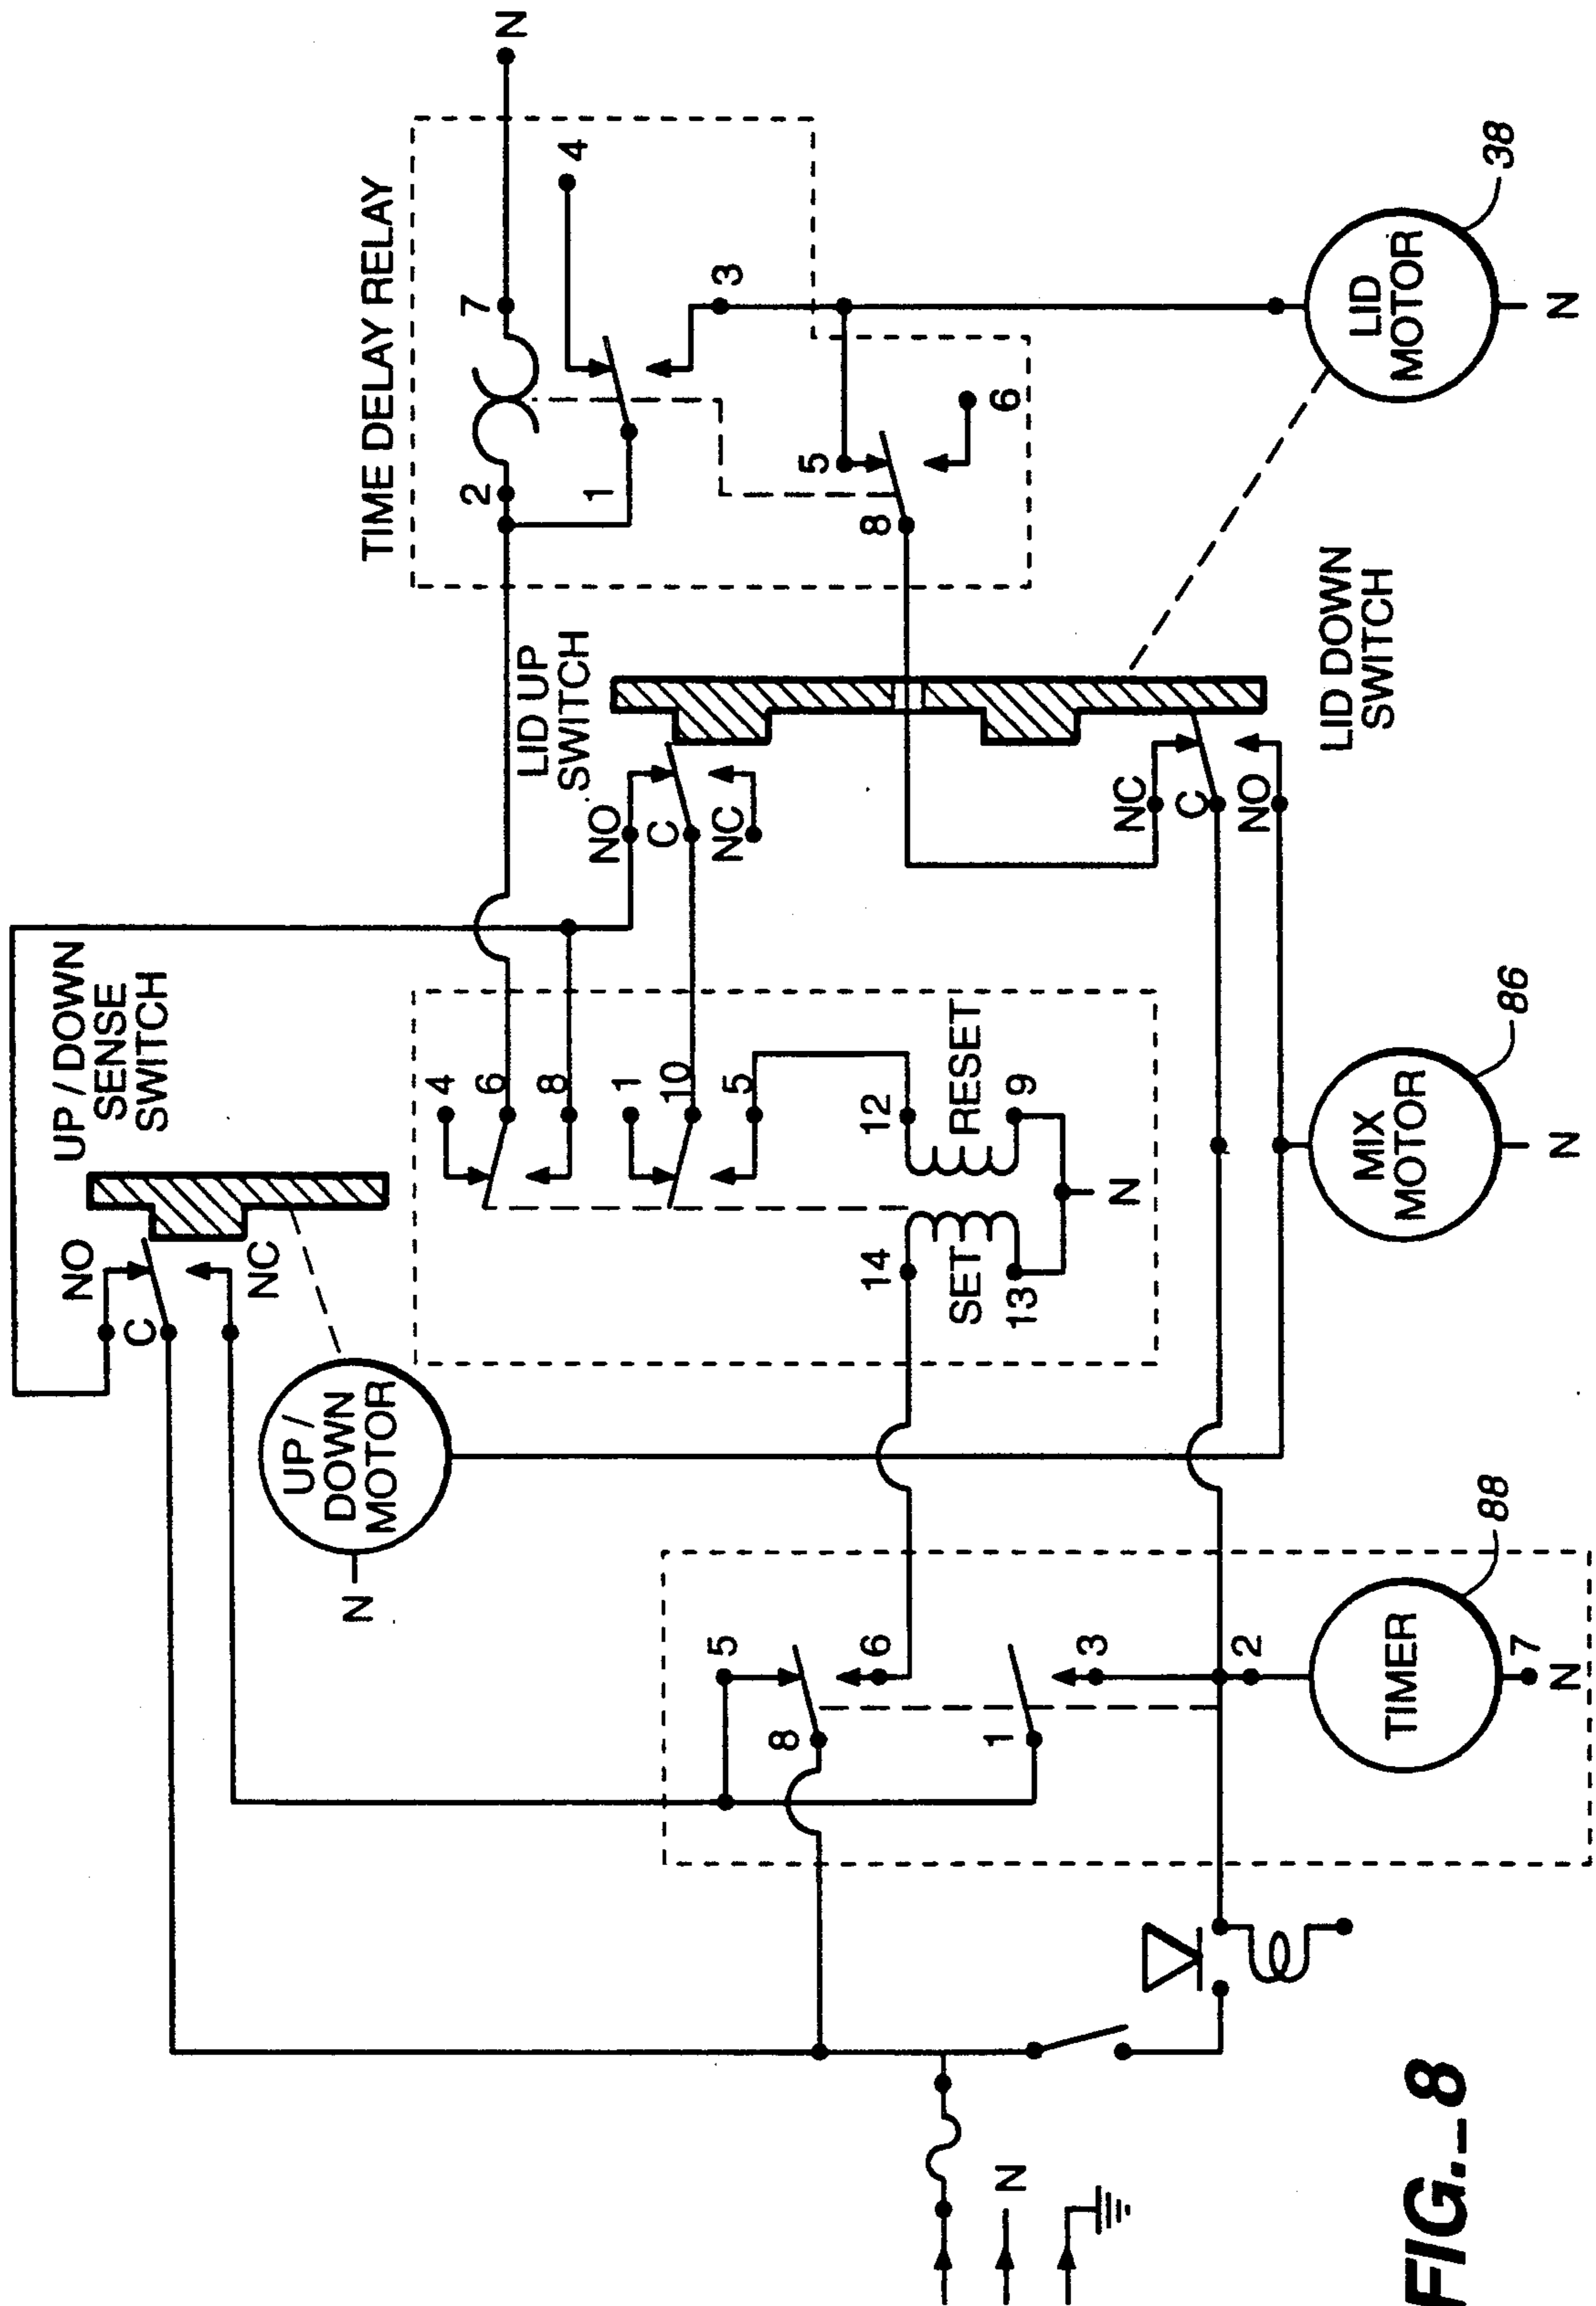 UP / DOWN
SENSE
SWITCH
NO
C
NC
UP /
DOWN
MOTOR
N
TIME DELAY RELAY
2
7
N
1
4
3
5
8
6
LID UP
SWITCH
NO
C
NC
4
6
8
1
10
5
12
RESET
9
14
SET
13
N
NC
C
NO
LID DOWN
SWITCH
LID
MOTOR
38
N
MIX
MOTOR
86
N
5
8
6
1
3
2
TIMER
88
7
N
N
FIG._8